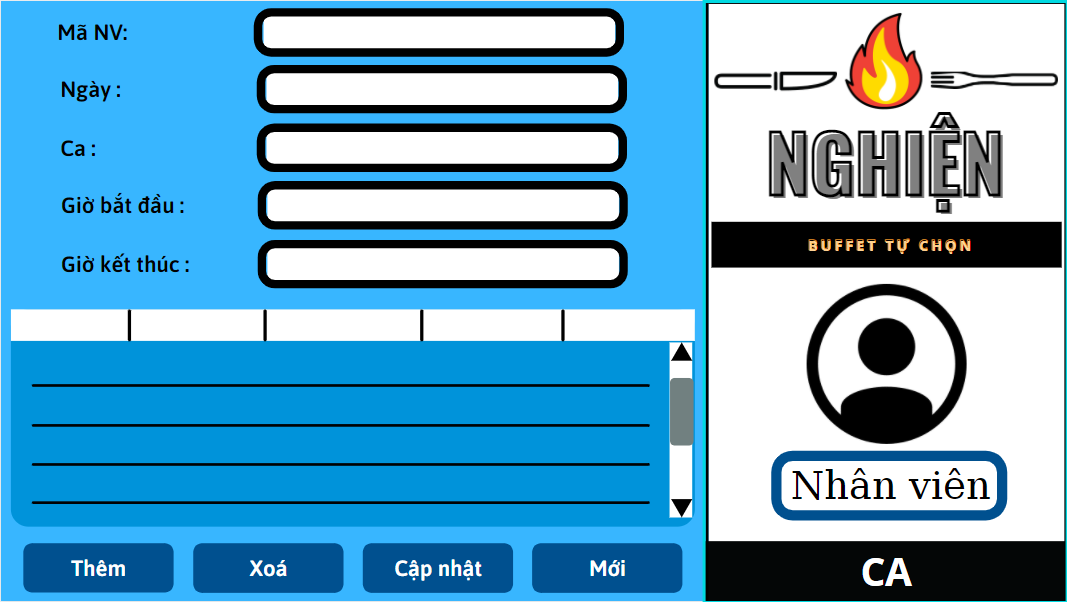 Mã NV:
Ngày :
Ca :
Giờ bắt đầu :
Giờ kết thúc :
Thêm
Xoá
Cập nhật
Mới
NGHIỆN
BUFFET TỰ CHỌN
Nhân viên
CA